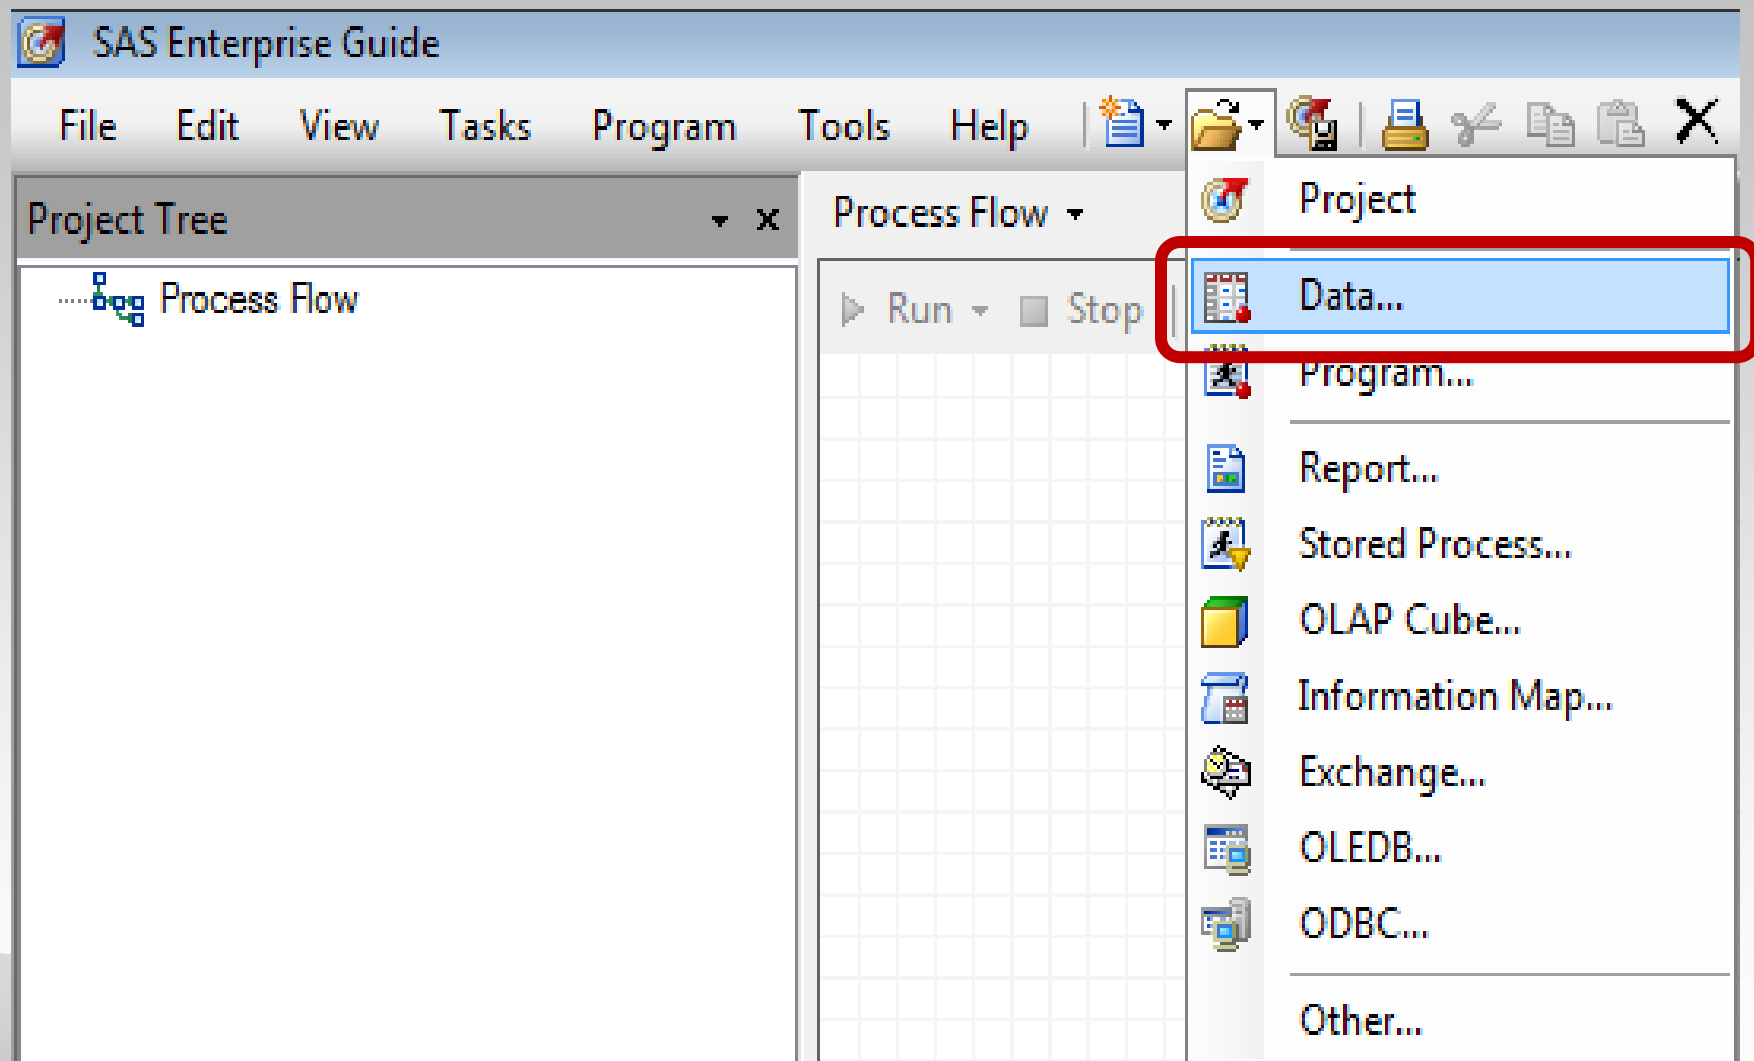 SAS Enterprise Guide
File Edit View Tasks Program Tools Help
Project Tree
Process Flow
Process Flow
Run Stop
Project
Data...
Program...
Report...
Stored Process...
OLAP Cube...
Information Map...
Exchange...
OLEDB...
ODBC...
Other...